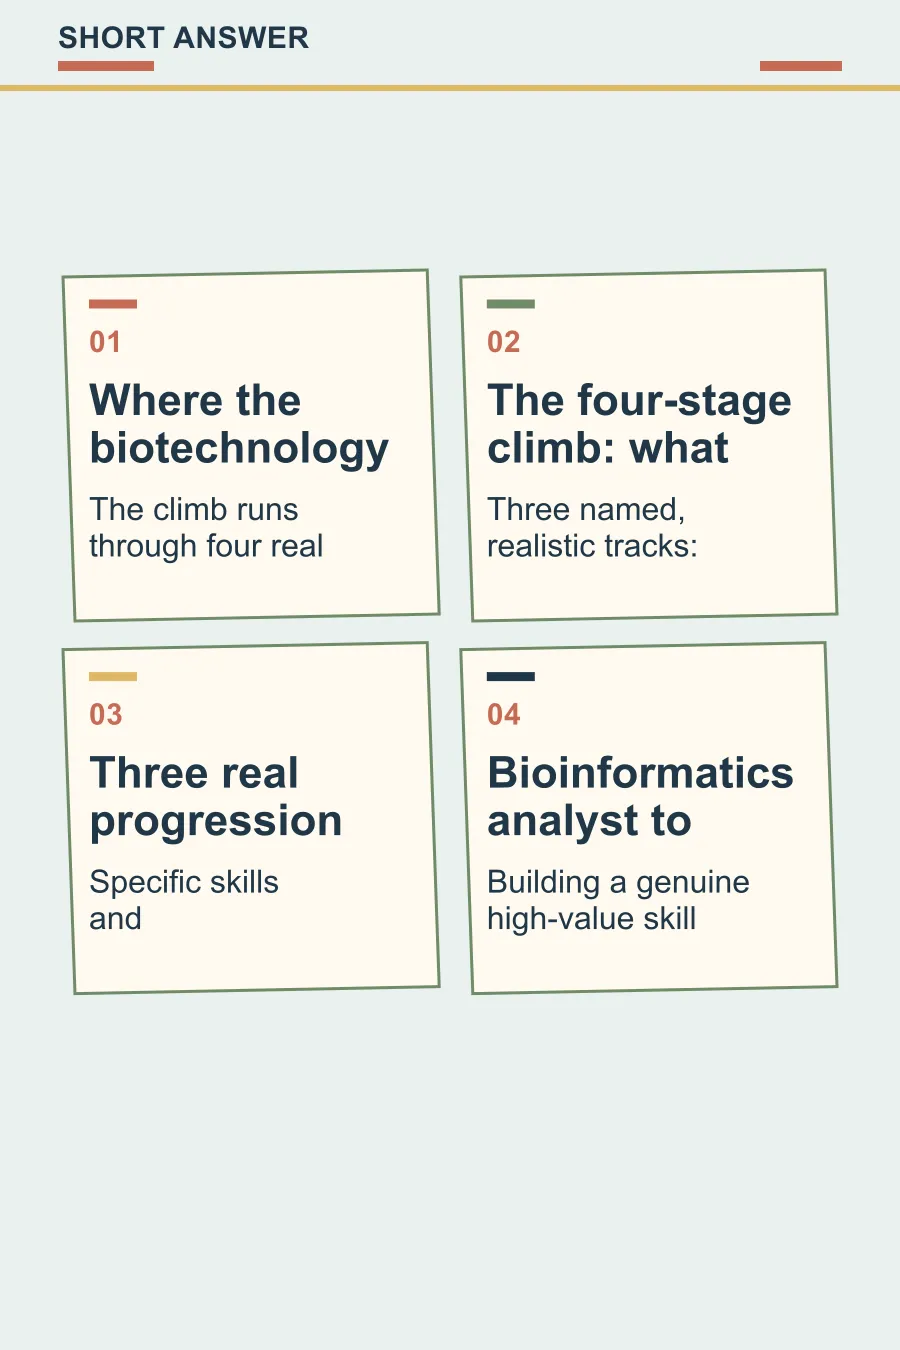 SHORT ANSWER
01
Where the
biotechnology
The climb runs
through four real
02
The four-stage
climb: what
Three named,
realistic tracks:
03
Three real
progression
Specific skills
and
04
Bioinformatics
analyst to
Building a genuine
high-value skill